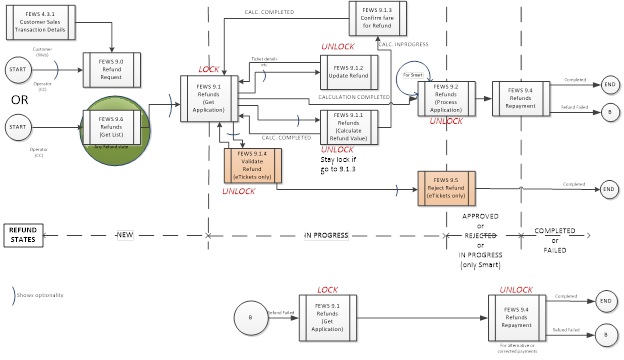 FEWS 4.3.1
Customer Sales
Transaction Details
Customer
(Web)
START
Operator
(CC)
FEWS 9.0
Refund
Request
OR
START
Operator
(CC)
FEWS 9.6
Refunds
(Get List)
Any Refund state
CALC. COMPLETED
LOCK
FEWS 9.1
Refunds
(Get
Application)
Ticket details
etc
FEWS 9.1.3
Confirm fare for
Refund
UNLOCK
CALC. INPROGRESS
FEWS 9.1.2
Update Refund
CALCULATION COMPLETED
FEWS 9.1.1
Refunds
(Calculate
Refund Value)
CALC. COMPLETED
UNLOCK
Stay lock if
go to 9.1.3
FEWS 9.1.4
Validate
Refund
(eTickets only)
UNLOCK
For Smart
FEWS 9.2
Refunds
(Process
Application)
UNLOCK
FEWS 9.4
Refunds
Repayment
Completed
END
Refund Failed
B
FEWS 9.5
Reject Refund
(eTickets only)
Completed
END
REFUND
STATES
NEW
IN PROGRESS
APPROVED
or
REJECTED
or
IN PROGRESS
(only Smart)
COMPLETED
or
FAILED
Shows optionality
B
Refund Failed
LOCK
FEWS 9.1
Refunds
(Get
Application)
UNLOCK
FEWS 9.4
Refunds
Repayment
For alternative or
corrected payments
Completed
END
Refund Failed
B